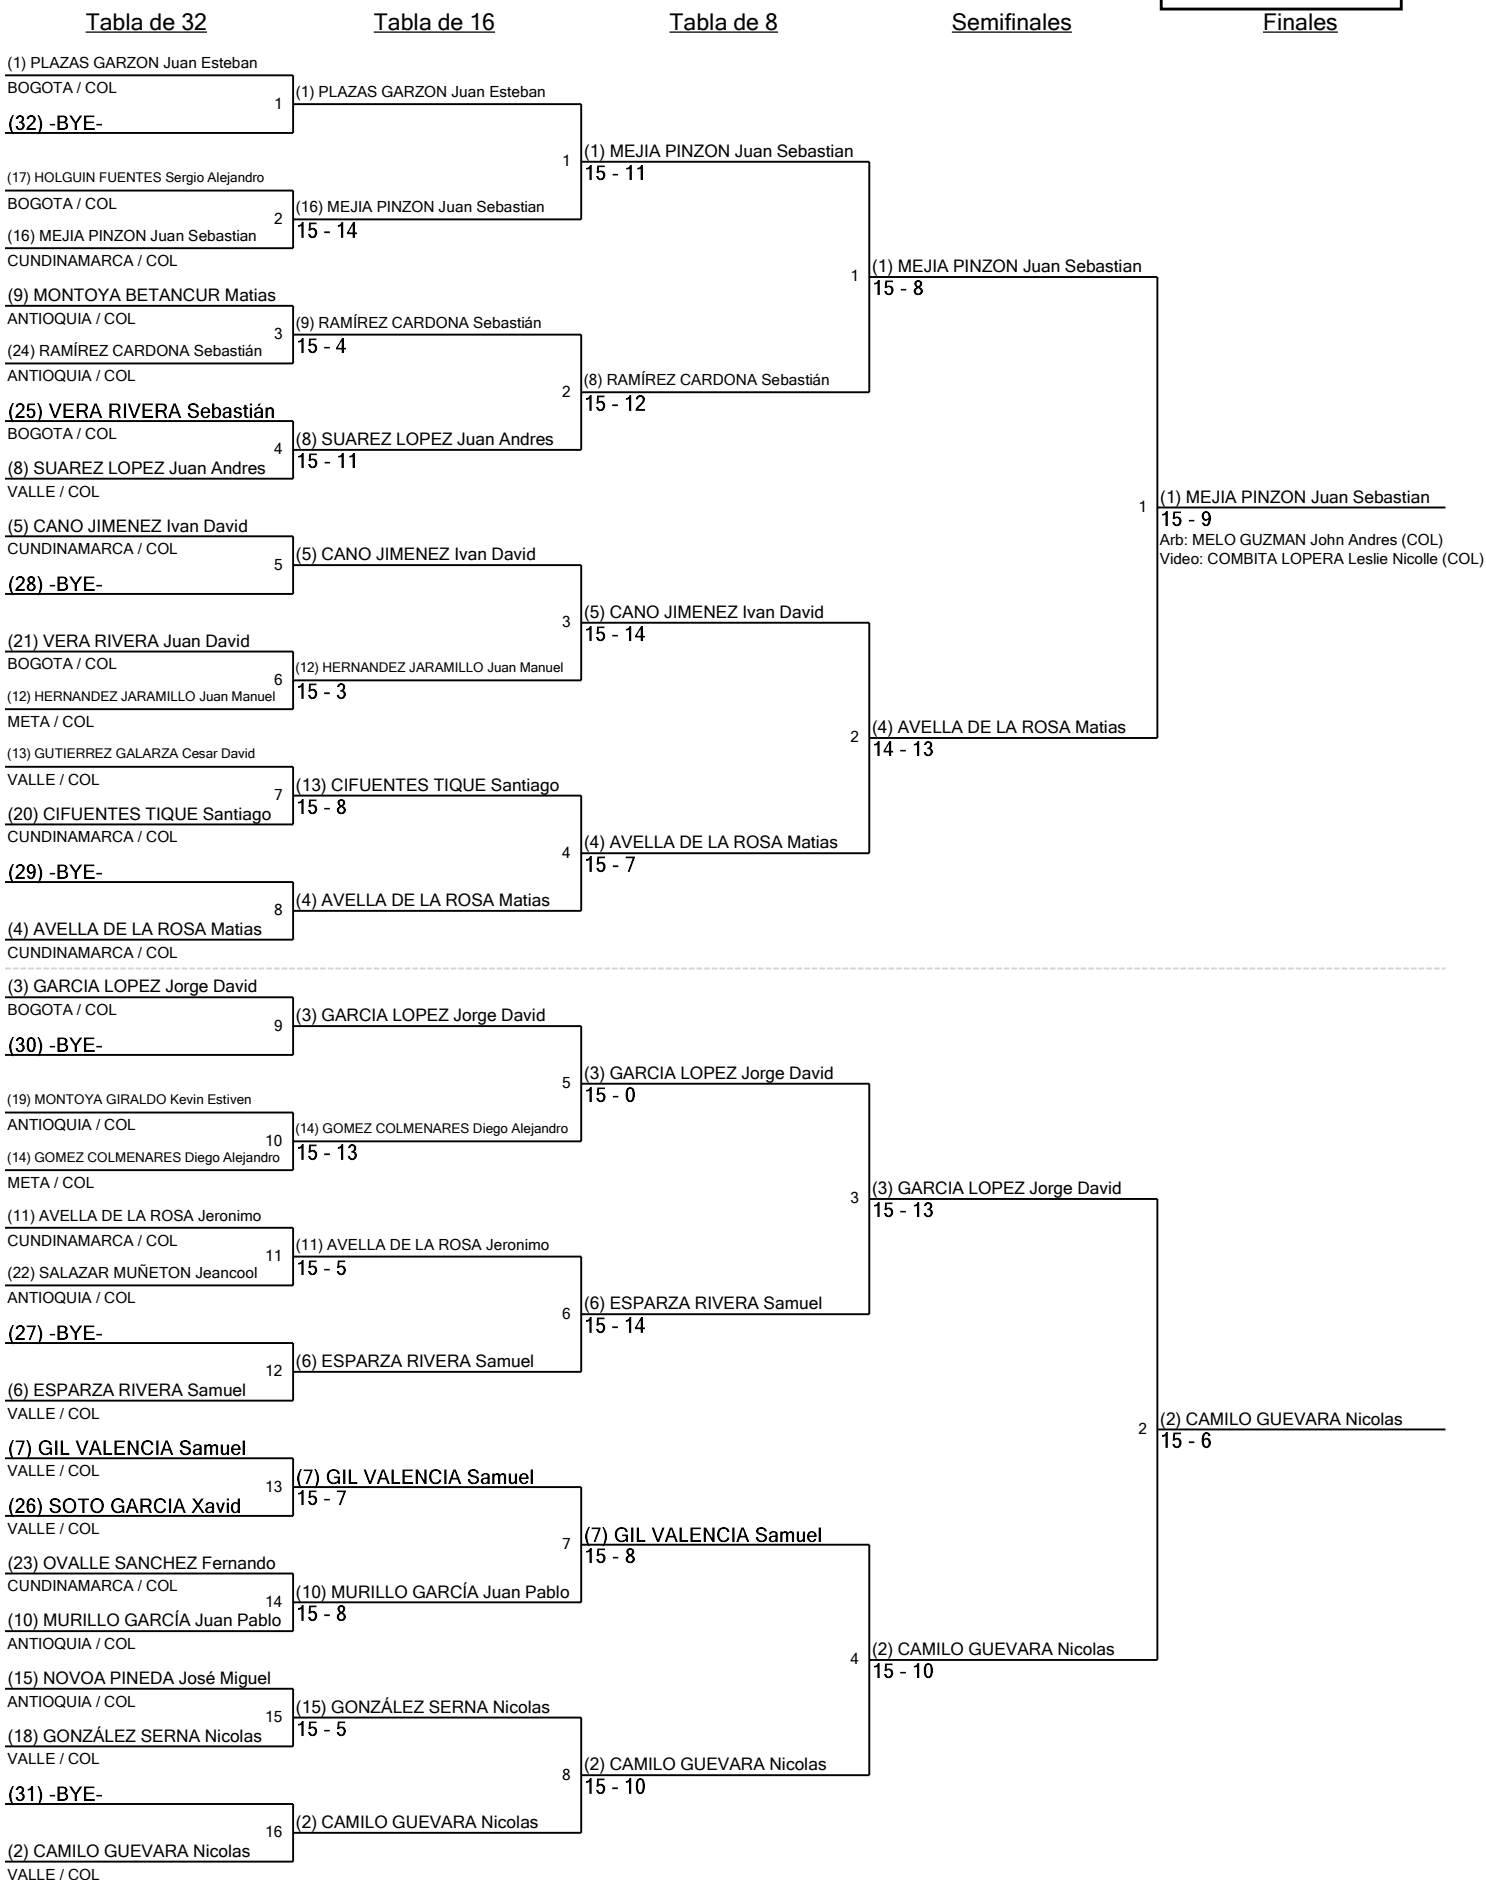 Tabla de 32
Tabla de 16
Tabla de 8
Semifinales
Finales
(1) PLAZAS GARZON Juan Esteban
BOGOTA / COL
1
(32) -BYE-
(17) HOLGUIN FUENTES Sergio Alejandro
BOGOTA / COL
2
(16) MEJIA PINZON Juan Sebastian
CUNDINAMARCA / COL
(9) MONTOYA BETANCUR Matias
ANTIOQUIA / COL
3
(24) RAMÍREZ CARDONA Sebastián
ANTIOQUIA / COL
(25) VERA RIVERA Sebastián
BOGOTA / COL
4
(8) SUAREZ LOPEZ Juan Andres
VALLE / COL
(5) CANO JIMENEZ Ivan David
CUNDINAMARCA / COL
5
(28) -BYE-
(21) VERA RIVERA Juan David
BOGOTA / COL
6
(12) HERNANDEZ JARAMILLO Juan Manuel
META / COL
(13) GUTIERREZ GALARZA Cesar David
VALLE / COL
7
(20) CIFUENTES TIQUE Santiago
CUNDINAMARCA / COL
(29) -BYE-
8
(4) AVELLA DE LA ROSA Matias
CUNDINAMARCA / COL
(3) GARCIA LOPEZ Jorge David
BOGOTA / COL
9
(30) -BYE-
(19) MONTOYA GIRALDO Kevin Estiven
ANTIOQUIA / COL
10
(14) GOMEZ COLMENARES Diego Alejandro
META / COL
(11) AVELLA DE LA ROSA Jeronimo
CUNDINAMARCA / COL
11
(22) SALAZAR MUÑETON Jeancool
ANTIOQUIA / COL
(27) -BYE-
12
(6) ESPARZA RIVERA Samuel
VALLE / COL
(7) GIL VALENCIA Samuel
VALLE / COL
13
(26) SOTO GARCIA Xavid
VALLE / COL
(23) OVALLE SANCHEZ Fernando
CUNDINAMARCA / COL
14
(10) MURILLO GARCÍA Juan Pablo
ANTIOQUIA / COL
(15) NOVOA PINEDA José Miguel
ANTIOQUIA / COL
15
(18) GONZÁLEZ SERNA Nicolas
VALLE / COL
(31) -BYE-
16
(2) CAMILO GUEVARA Nicolas
VALLE / COL
(1) PLAZAS GARZON Juan Esteban
1
(16) MEJIA PINZON Juan Sebastian
15 - 14
(9) RAMÍREZ CARDONA Sebastián
15 - 4
2
(8) SUAREZ LOPEZ Juan Andres
15 - 11
(5) CANO JIMENEZ Ivan David
3
(12) HERNANDEZ JARAMILLO Juan Manuel
15 - 3
(13) CIFUENTES TIQUE Santiago
15 - 8
4
(4) AVELLA DE LA ROSA Matias
(3) GARCIA LOPEZ Jorge David
5
(14) GOMEZ COLMENARES Diego Alejandro
15 - 13
(11) AVELLA DE LA ROSA Jeronimo
15 - 5
6
(6) ESPARZA RIVERA Samuel
(7) GIL VALENCIA Samuel
15 - 7
7
(10) MURILLO GARCÍA Juan Pablo
15 - 8
(15) GONZÁLEZ SERNA Nicolas
15 - 5
8
(2) CAMILO GUEVARA Nicolas
(1) MEJIA PINZON Juan Sebastian
15 - 11
1
(8) RAMÍREZ CARDONA Sebastián
15 - 12
(5) CANO JIMENEZ Ivan David
15 - 14
2
(4) AVELLA DE LA ROSA Matias
15 - 7
(3) GARCIA LOPEZ Jorge David
15 - 0
3
(6) ESPARZA RIVERA Samuel
15 - 14
(7) GIL VALENCIA Samuel
15 - 8
4
(2) CAMILO GUEVARA Nicolas
15 - 10
(1) MEJIA PINZON Juan Sebastian
15 - 8
1
(4) AVELLA DE LA ROSA Matias
14 - 13
(3) GARCIA LOPEZ Jorge David
15 - 13
2
(2) CAMILO GUEVARA Nicolas
15 - 10
(1) MEJIA PINZON Juan Sebastian
15 - 9
Arb: MELO GUZMAN John Andres (COL)
Video: COMBITA LOPERA Leslie Nicolle (COL)
(2) CAMILO GUEVARA Nicolas
15 - 6